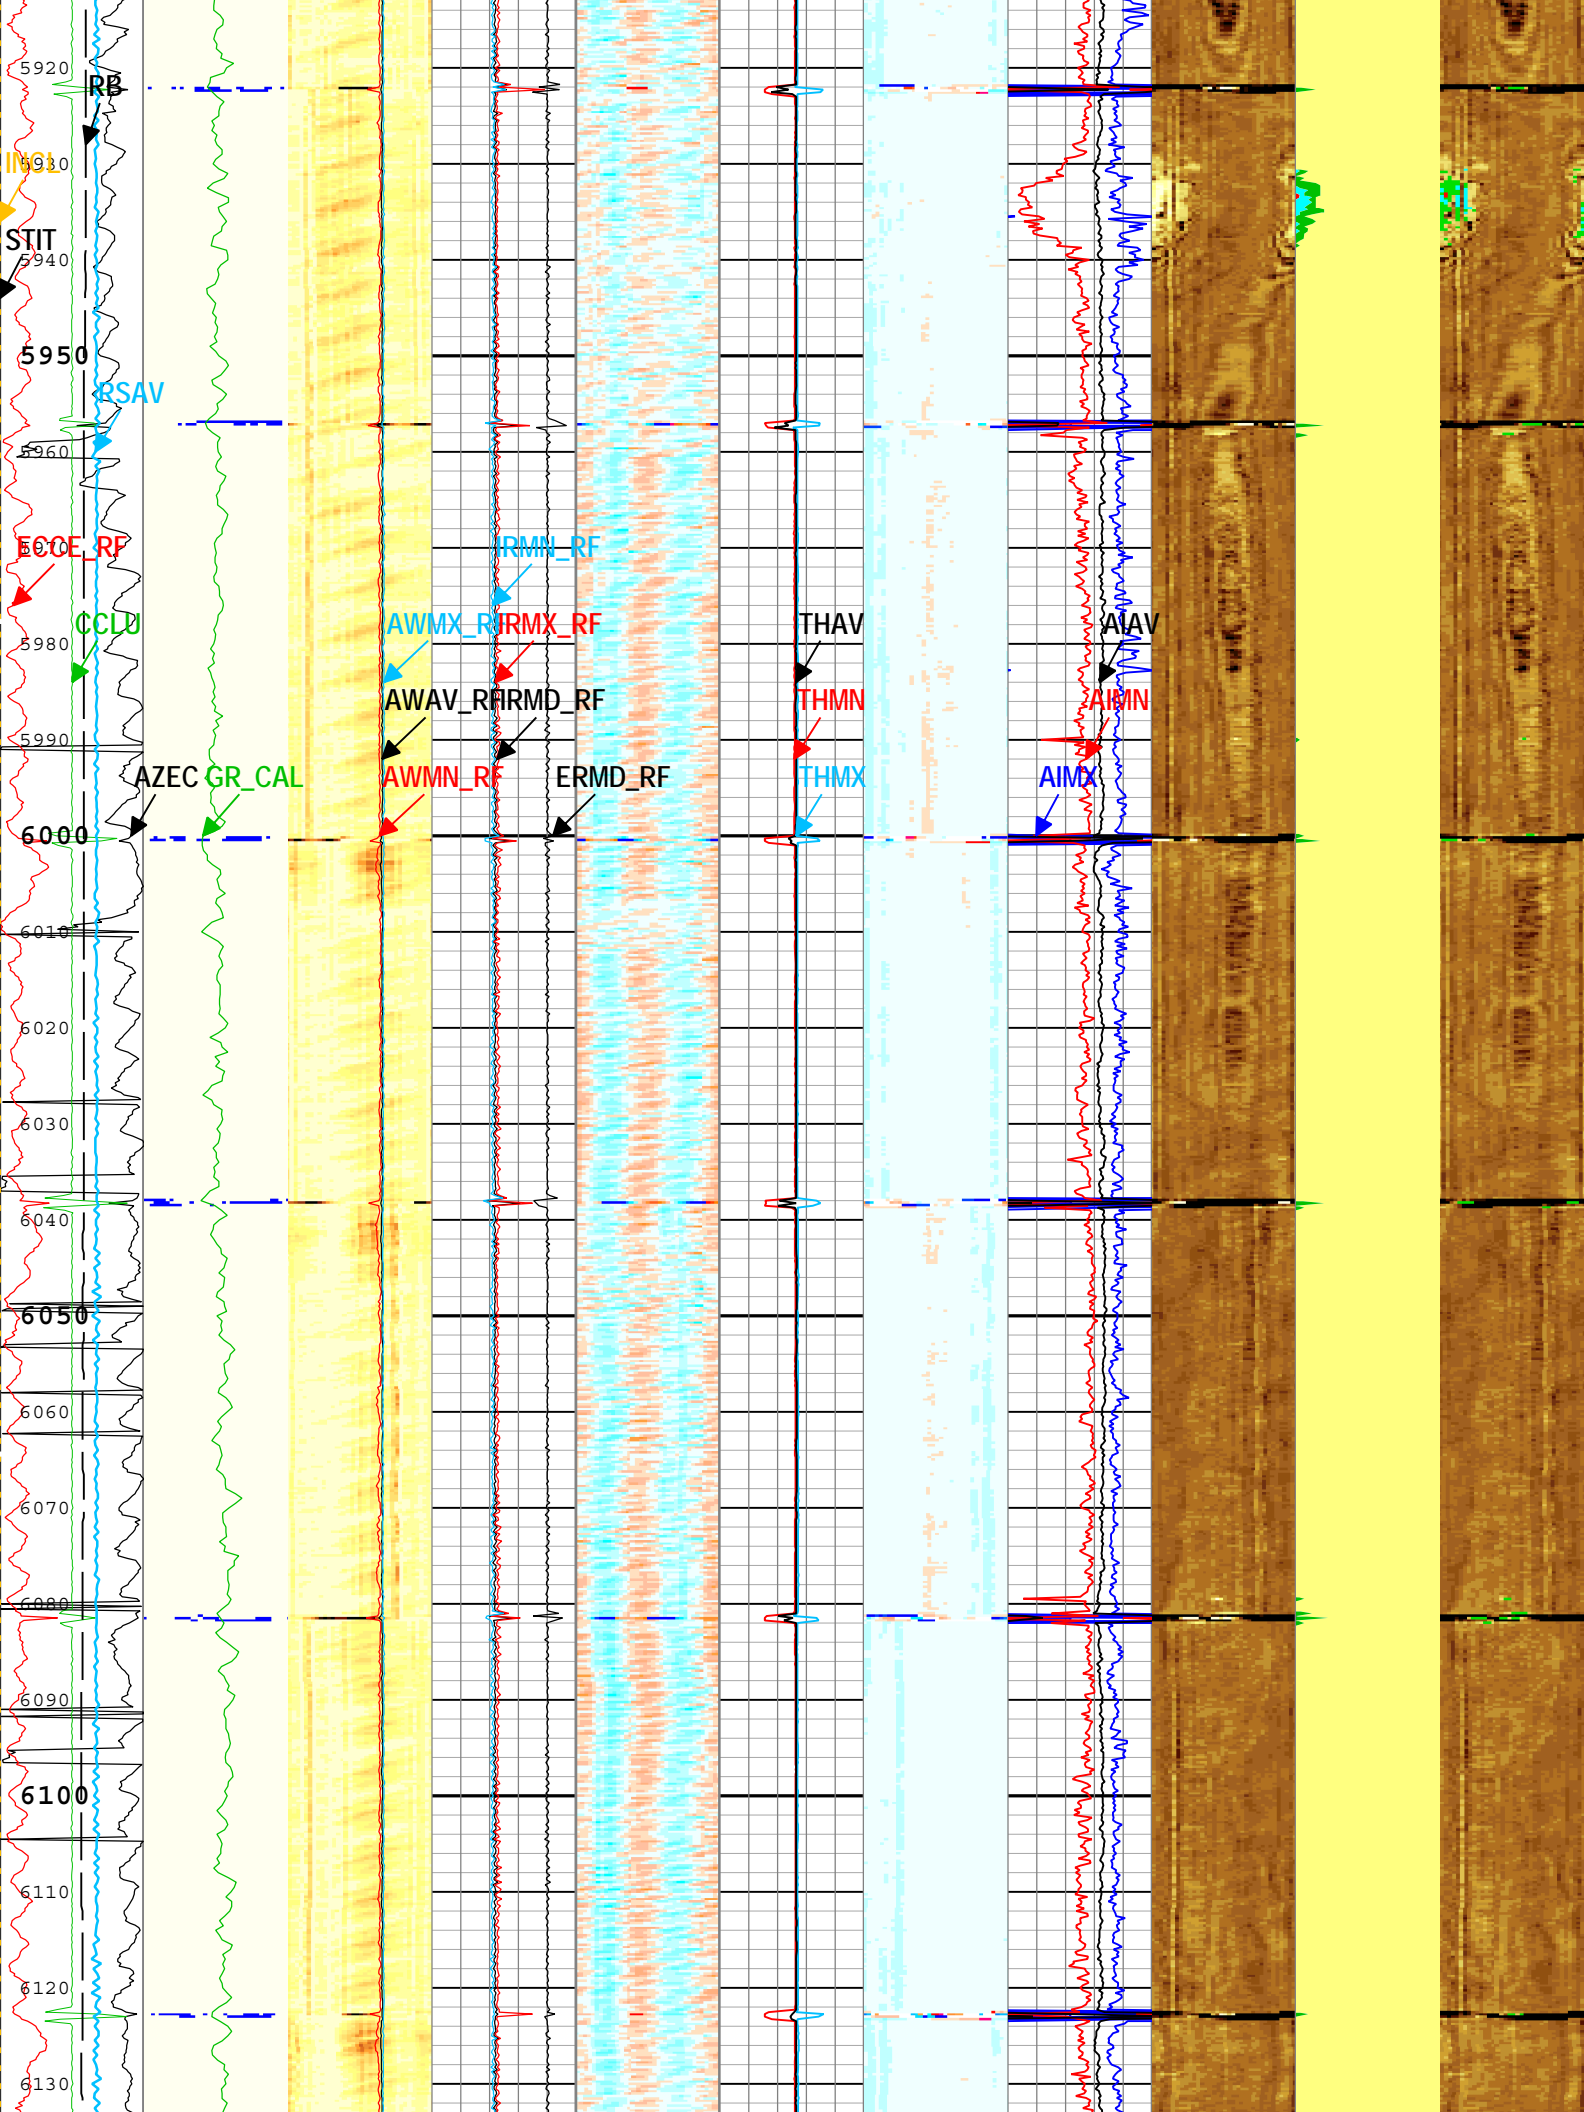 5920
RB
5930
INCL
STIT
5940
5950
RSAV
5960
5970
ECCE_RF
IRMN_RF
CCLU
AWMX_RF
IRMX_RF
THAV
AIAV
5980
AWAV_RF
IRMD_RF
THMN
AIMN
5990
AZEC
GR_CAL
AWMN_RF
ERMD_RF
THMX
AIMX
6000
6010
6020
6030
6040
6050
6060
6070
6080
6090
6100
6110
6120
6130